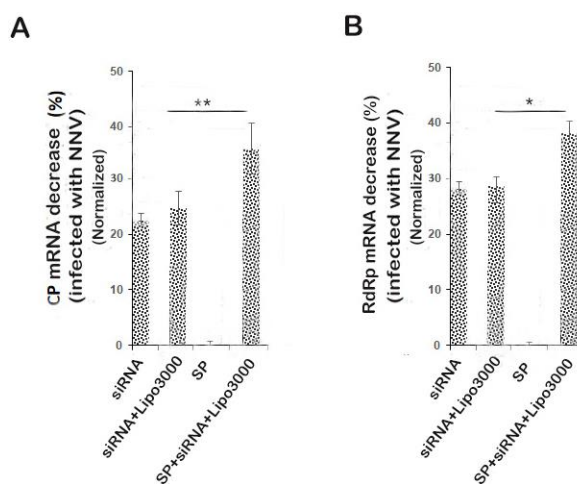 A
CP mRNA decrease (%)
(infected with NNV)
(Normalized)
50
40
30
20
10
0
**
siRNA
siRNA+Lipo3000
SP
SP+siRNA+Lipo3000
B
RdRp mRNA decrease (%)
(infected with NNV)
(Normalized)
50
40
30
20
10
0
*
siRNA
siRNA+Lipo3000
SP
SP+siRNA+Lipo3000